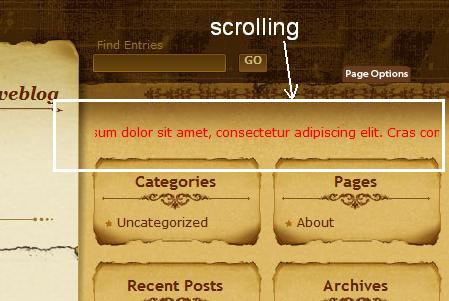 scrolling
Find Entries
GO
Page Options
weblog
sum dolor sit amet, consectetur adipiscing elit. Cras cor
Categories
Pages
Uncategorized
About
Recent Posts
Archives